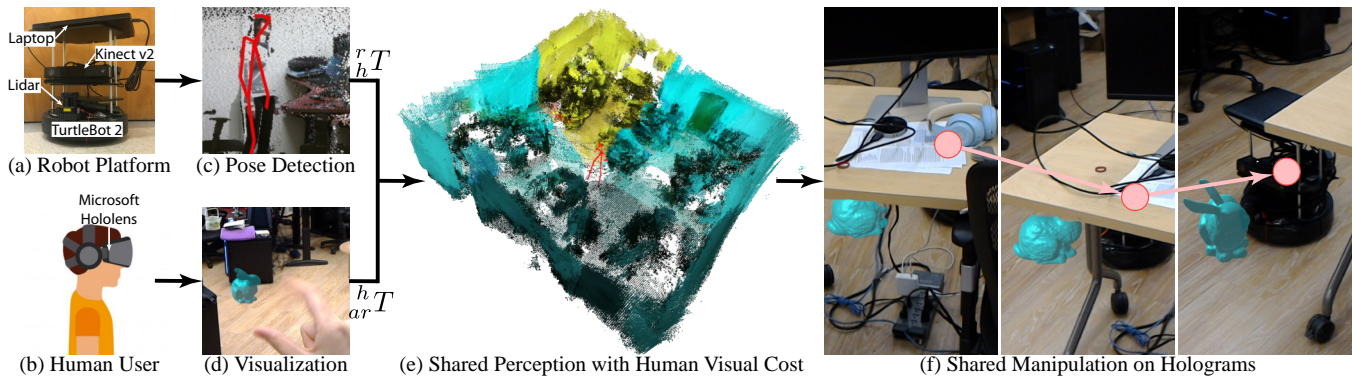 Laptop
Kinect v2
Lidar
TurtleBot 2
(a) Robot Platform
(c) Pose Detection
r
h T
Microsoft
Hololens
(b) Human User
(d) Visualization
h
ar T
(e) Shared Perception with Human Visual Cost
(f) Shared Manipulation on Holograms